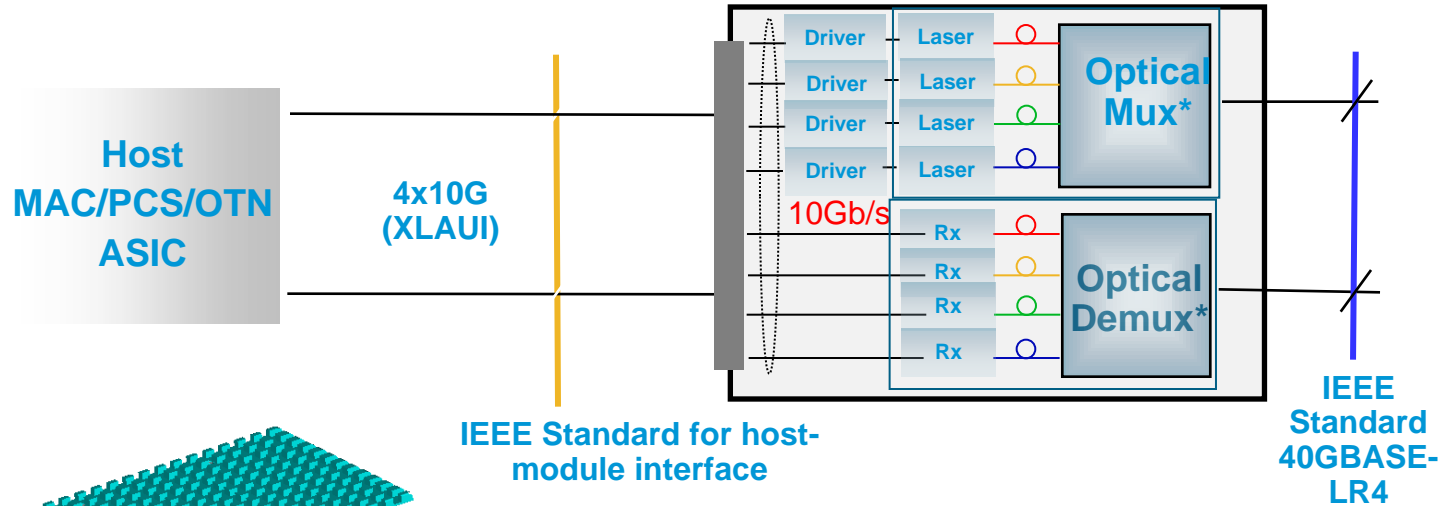 Host
MAC/PCS/OTN
ASIC
4x10G
(XLAUI)
IEEE Standard for host-
module interface
Driver
Laser
Driver
Laser
Driver
Laser
Driver
Laser
Optical
Mux*
10Gb/s
Rx
Rx
Rx
Rx
Optical
Demux*
IEEE
Standard
40GBASE-
LR4